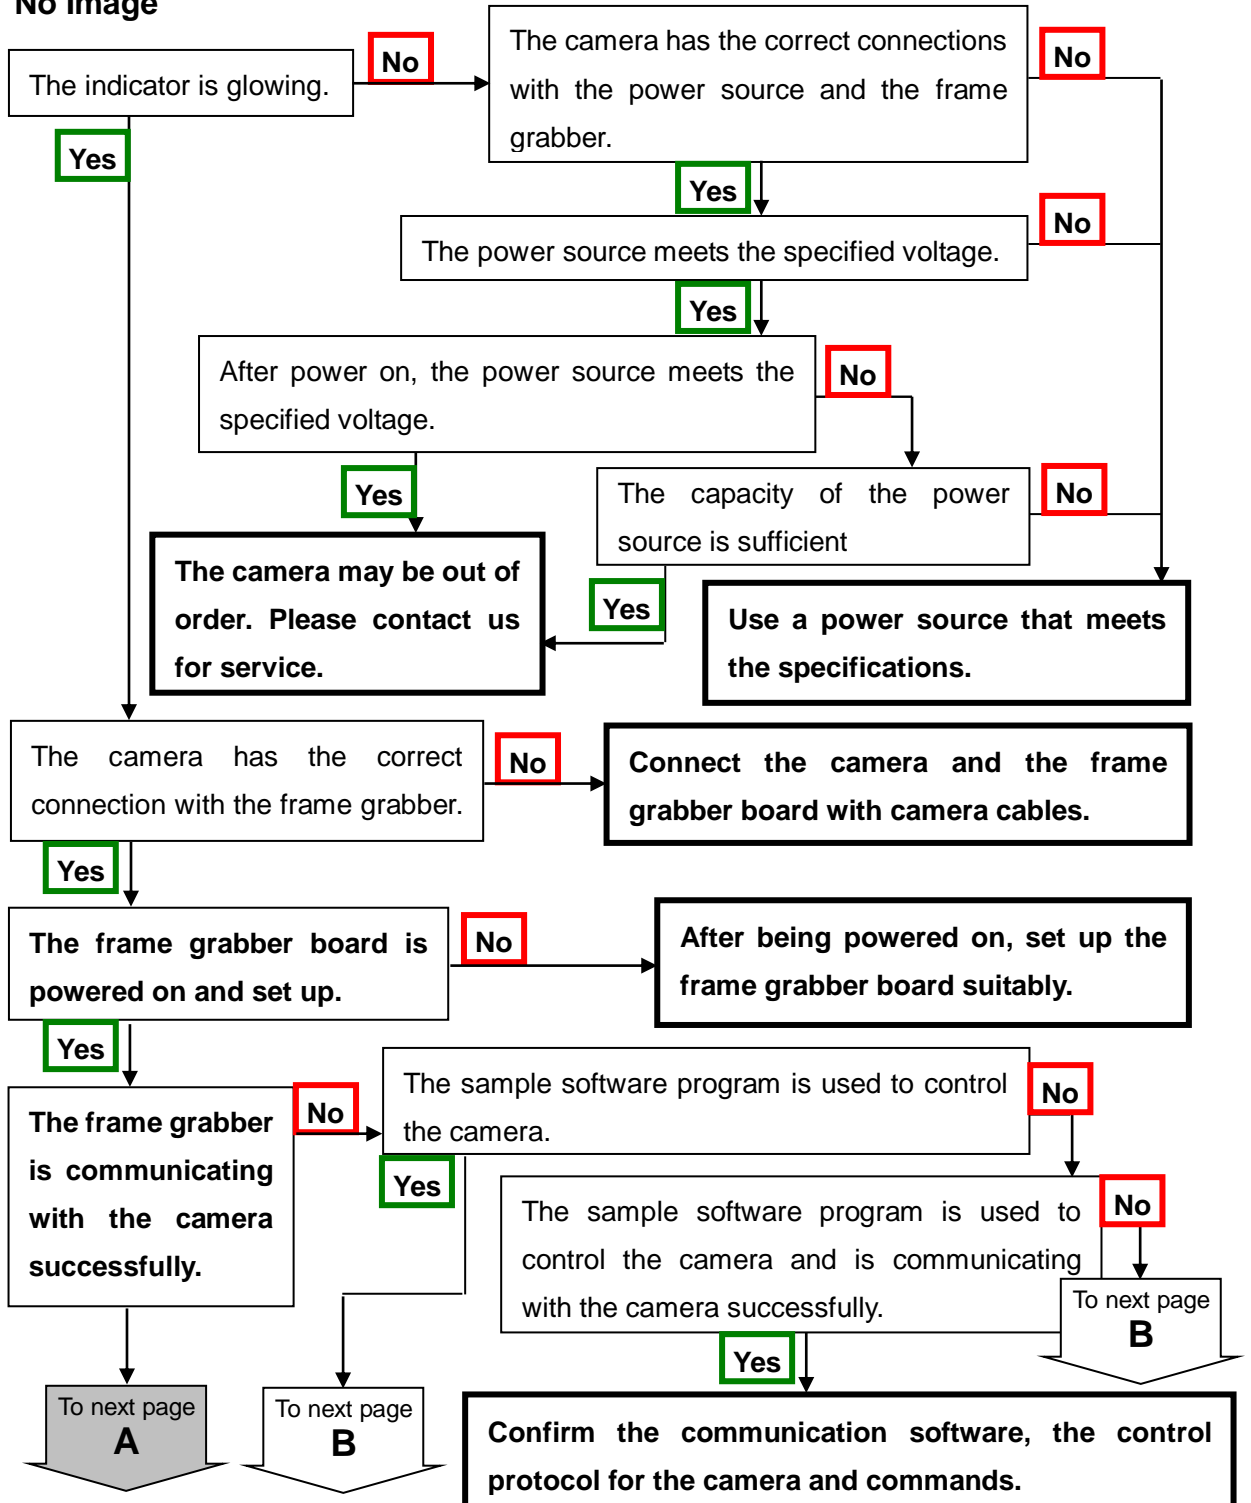 No Image
The indicator is glowing.
No
The camera has the correct connections
with the power source and the frame
grabber.
No
Yes
Yes
The power source meets the specified voltage.
No
Yes
After power on, the power source meets the
specified voltage.
No
Yes
The capacity of the power
source is sufficient
No
The camera may be out of
order. Please contact us
for service.
Yes
Use a power source that meets
the specifications.
The camera has the correct
connection with the frame grabber.
No
Connect the camera and the frame
grabber board with camera cables.
Yes
The frame grabber board is
powered on and set up.
No
After being powered on, set up the
frame grabber board suitably.
Yes
The frame grabber
is communicating
with the camera
successfully.
No
The sample software program is used to control
the camera.
No
Yes
The sample software program is used to
control the camera and is communicating
with the camera successfully.
No
To next page
B
Yes
To next page
A
To next page
B
Confirm the communication software, the control
protocol for the camera and commands.